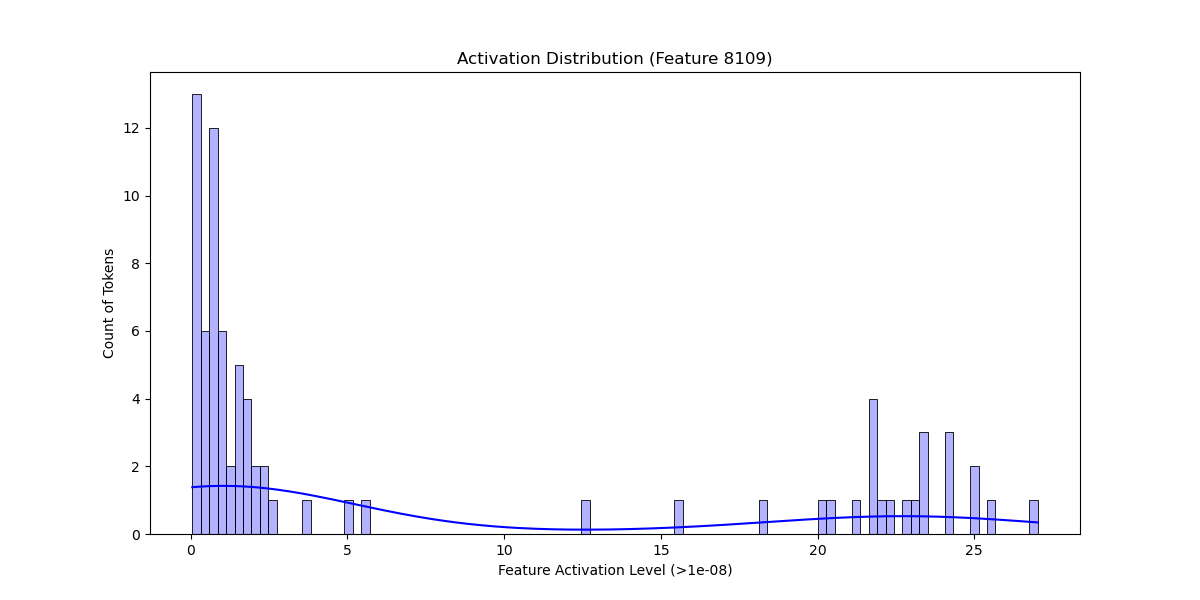 Activation Distribution (Feature 8109)
12
10
8
6
4
2
0
Count of Tokens
0 5 10 15 20 25
Feature Activation Level (>1e-08)